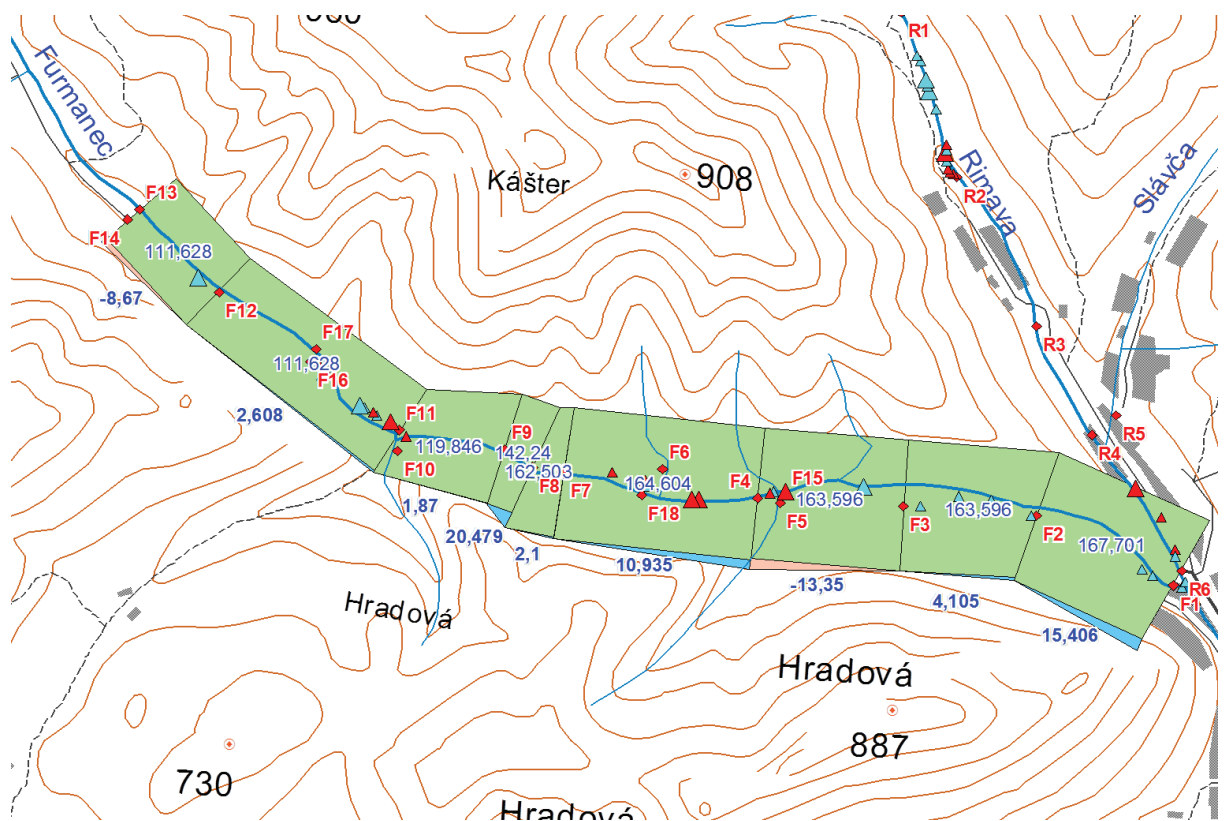 R1
Furmanec
Rimava
Slávča
Kášter
908
R2
F13
F14
111,628
-8,67
F12
F17
111,628
F16
R3
2,608
F11
F10
119,846
F9
142,24
162,503
F8
F7
F6
164,604
F18
F4
F15
163,596
F5
F3
163,596
F2
167,701
R5
R4
R6
F1
1,87
20,479
2,1
10,935
-13,35
4,105
15,406
Hradová
Hradová
887
730
Hradová